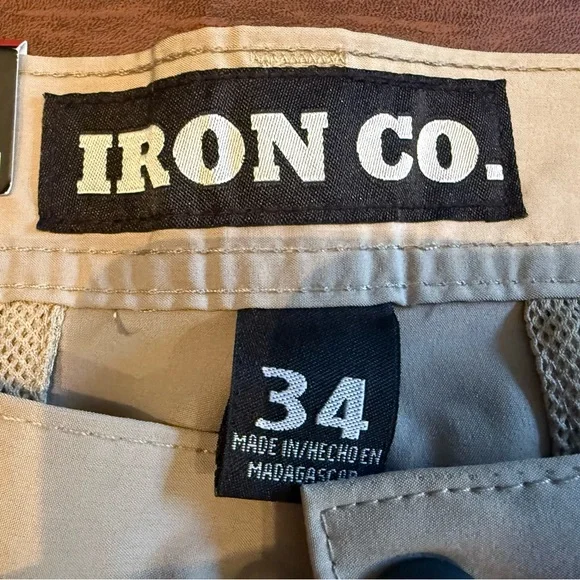 IRON CO.
34
MADE IN/HECHO EN
MADAGASCAR